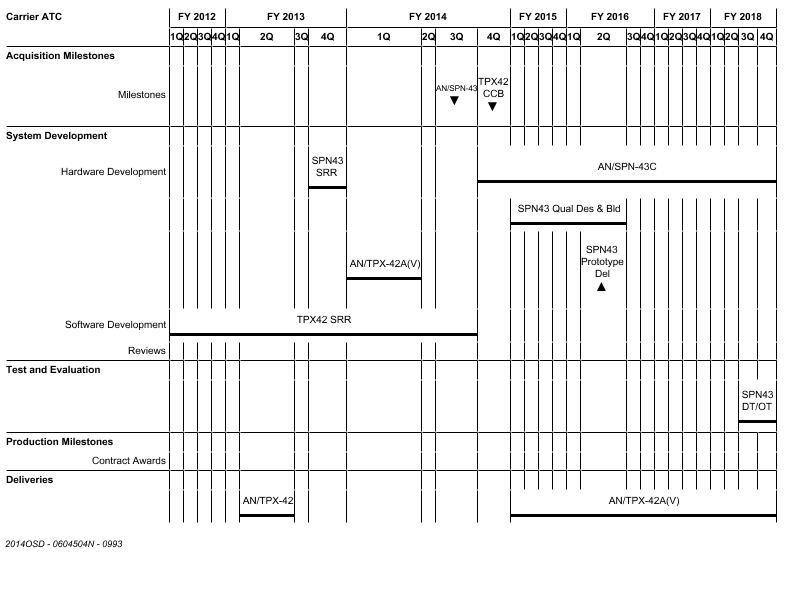 Carrier ATC FY 2012 FY 2013 FY 2014 FY 2015 FY 2016 FY 2017 FY 2018
1Q 2Q 3Q 4Q 1Q 2Q 3Q 4Q 1Q 2Q 3Q 4Q 1Q 2Q 3Q 4Q 1Q 2Q 3Q 4Q 1Q 2Q 3Q 4Q 1Q 2Q 3Q 4Q
Acquisition Milestones
Milestones
AN/SPN-43
TPX42
CCB
System Development
Hardware Development
SPN43
SRR
AN/SPN-43C
SPN43 Qual Des & Bld
AN/TPX-42A(V)
SPN43
Prototype
Del
Software Development
TPX42 SRR
Reviews
Test and Evaluation
SPN43
DT/OT
Production Milestones
Contract Awards
Deliveries
AN/TPX-42
AN/TPX-42A(V)
2014OSD - 0604504N - 0993